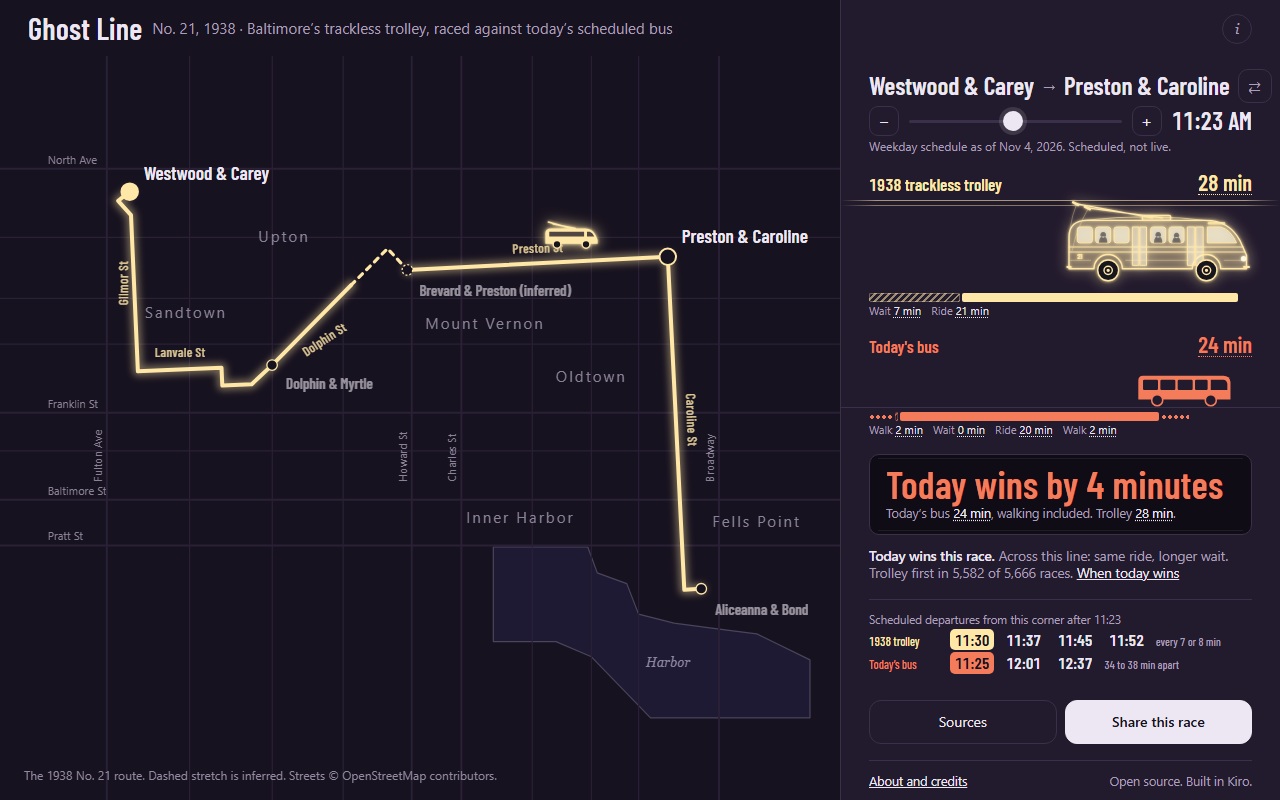 Ghost Line No. 21, 1938 · Baltimore's trackless trolley, raced against today's scheduled bus
North Ave
Westwood & Carey
Upton
Preston St
Preston & Caroline
Gilmor St
Brevard & Preston (inferred)
Sandtown
Mount Vernon
Dolphin St
Lanvale St
Oldtown
Dolphin & Myrtle
Franklin St
Caroline St
Fulton Ave
Howard St
Charles St
Broadway
Baltimore St
Inner Harbor
Fells Point
Pratt St
Aliceanna & Bond
Harbor
The 1938 No. 21 route. Dashed stretch is inferred. Streets © OpenStreetMap contributors.
i
Westwood & Carey → Preston & Caroline ⇄
− + 11:23 AM
Weekday schedule as of Nov 4, 2026. Scheduled, not live.
1938 trackless trolley 28 min
21
Wait 7 min Ride 21 min
Today's bus 24 min
Walk 2 min Wait 0 min Ride 20 min Walk 2 min
Today wins by 4 minutes
Today's bus 24 min, walking included. Trolley 28 min.
Today wins this race. Across this line: same ride, longer wait.
Trolley first in 5,582 of 5,666 races. When today wins
Scheduled departures from this corner after 11:23
1938 trolley 11:30 11:37 11:45 11:52 every 7 or 8 min
Today's bus 11:25 12:01 12:37 34 to 38 min apart
Sources Share this race
About and credits Open source. Built in Kiro.